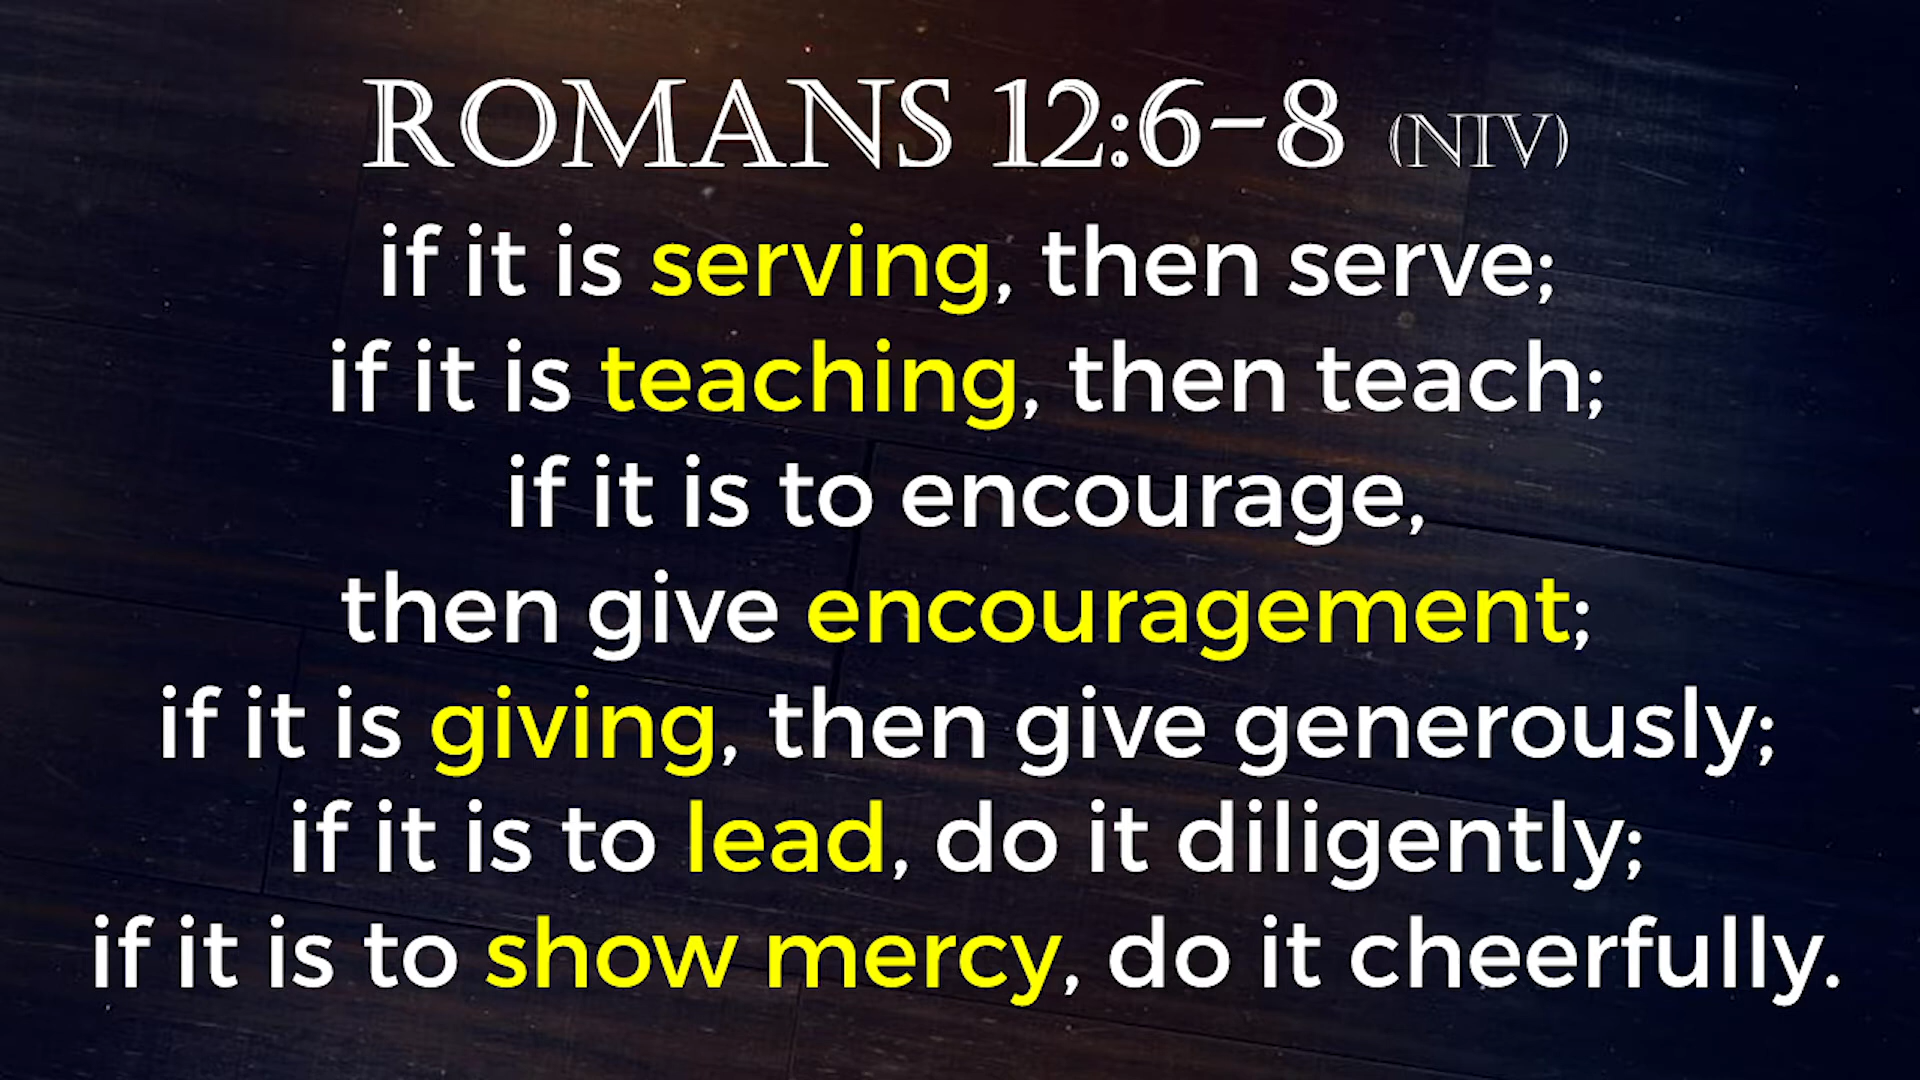 ROMANS 12:6–8 (NIV)
if it is serving, then serve;
if it is teaching, then teach;
if it is to encourage,
then give encouragement;
if it is giving, then give generously;
if it is to lead, do it diligently;
if it is to show mercy, do it cheerfully.